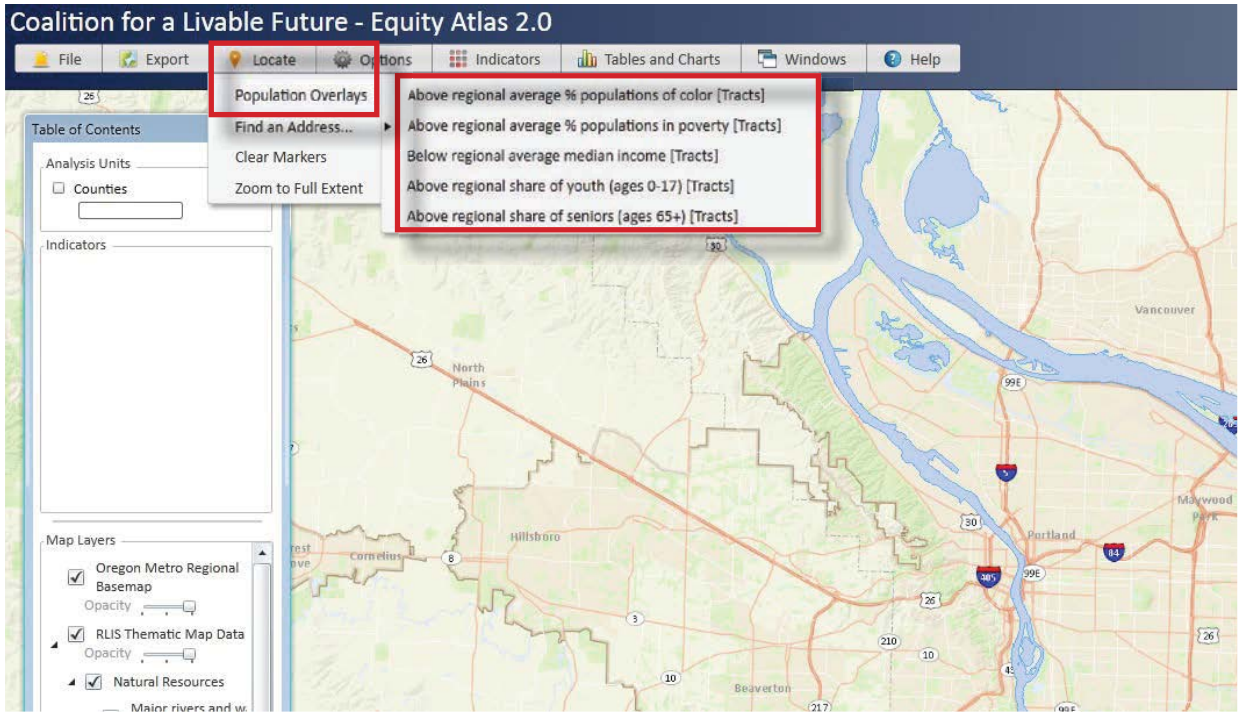 Coalition for a Livable Future - Equity Atlas 2.0
File Export Locate Options Indicators Tables and Charts Windows Help
Population Overlays
Find an Address...
Clear Markers
Zoom to Full Extent
Above regional average % populations of color [Tracts]
Above regional average % populations in poverty [Tracts]
Below regional average median income [Tracts]
Above regional share of youth (ages 0-17) [Tracts]
Above regional share of seniors (ages 65+) [Tracts]
26
Table of Contents
Analysis Units
Counties
Indicators
Map Layers
Oregon Metro Regional
Basemap
Opacity
RLIS Thematic Map Data
Opacity
Natural Resources
Major rivers and
30
Vancouver
26
North
Plains
99E
5
Maywood
Park
30
Portland
84
Hillsboro
Cornelius
8
405
99E
26
3
26
210
10
10
Beaverton
217
99E